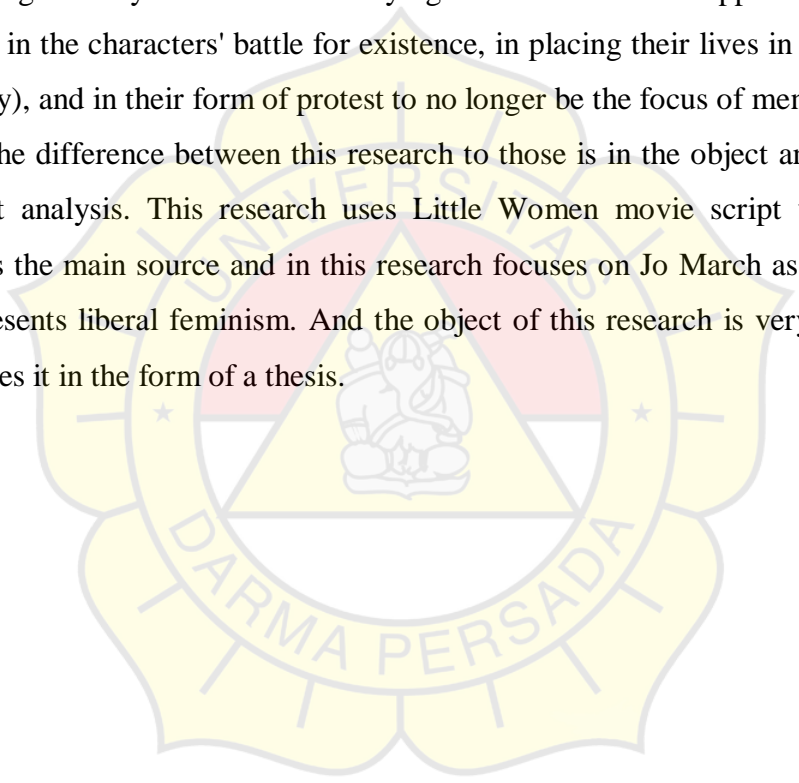 in the characters' battle for existence, in placing their lives in
y), and in their form of protest to no longer be the focus of
he difference between this research to those is in the object
t analysis. This research uses Little Women movie script
s the main source and in this research focuses on Jo March as
esents liberal feminism. And the object of this research is very
es it in the form of a thesis.
UNIVERSITAS
DARMA PERSADA